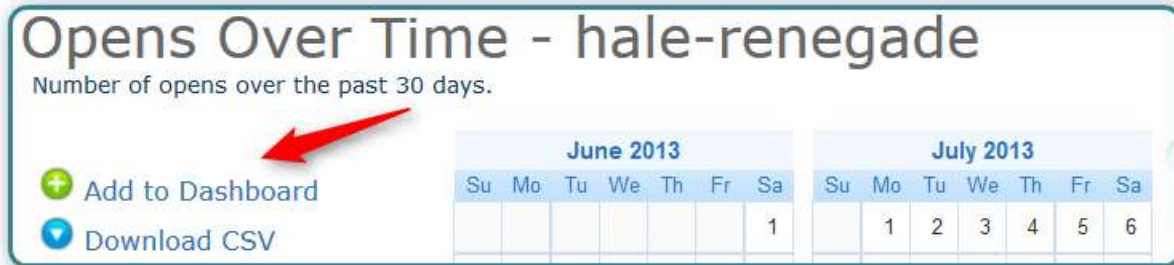 Opens Over Time - hale-renegade
Number of opens over the past 30 days.
Add to Dashboard
Download CSV
June 2013
Su Mo Tu We Th Fr Sa
1
July 2013
Su Mo Tu We Th Fr Sa
1 2 3 4 5 6